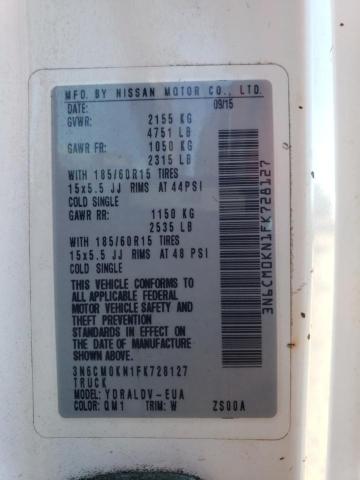 MFG. BY NISSAN MOTOR CO., LTD.
DATE: 09/15
GVWR: 2155 KG
4751 LB
GAWR FR: 1050 KG
2315 LB
WITH 185/60R15 TIRES
15x5.5 JJ RIMS AT 44PSI
COLD SINGLE
GAWR RR: 1150 KG
2535 LB
WITH 185/60R15 TIRES
15x5.5 JJ RIMS AT 48 PSI
COLD SINGLE
THIS VEHICLE CONFORMS TO
ALL APPLICABLE FEDERAL
MOTOR VEHICLE SAFETY AND
THEFT PREVENTION
STANDARDS IN EFFECT ON
THE DATE OF MANUFACTURE
SHOWN ABOVE.
3N6CM0KN1FK728127
TRUCK
MODEL: YDRALDV-EUA
COLOR: QM1 TRIM: W ZS00A
3N6CM0KN1FK728127